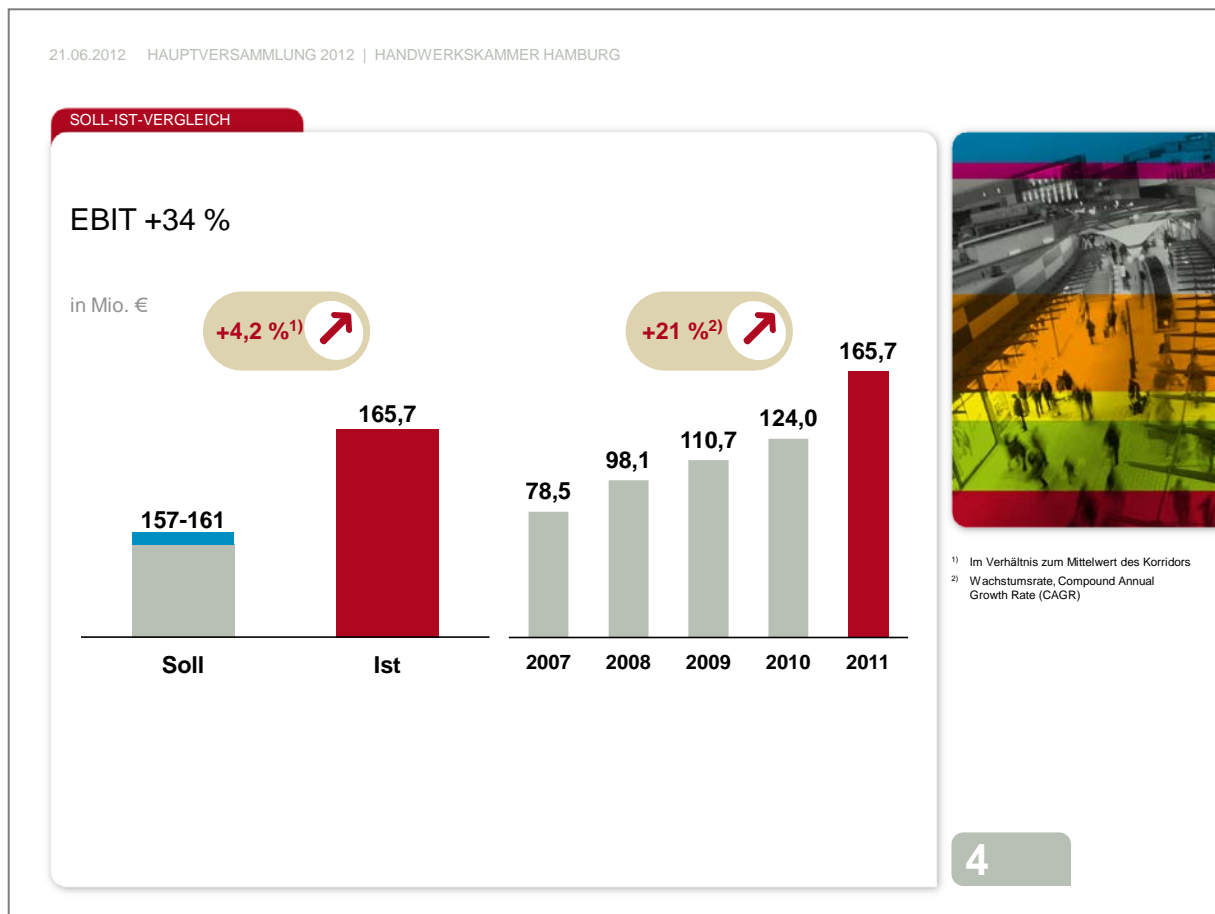 21.06.2012 HAUPTVERSAMMLUNG 2012 | HANDWERKSKAMMER HAMBURG
SOLL-IST-VERGLEICH
EBIT +34 %
in Mio. €
+4,2 %1)
+21 %2)
157-161
165,7
Soll
Ist
78,5
98,1
110,7
124,0
165,7
2007
2008
2009
2010
2011
1) Im Verhältnis zum Mittelwert des Korridors
2) Wachstumsrate, Compound Annual
Growth Rate (CAGR)
4